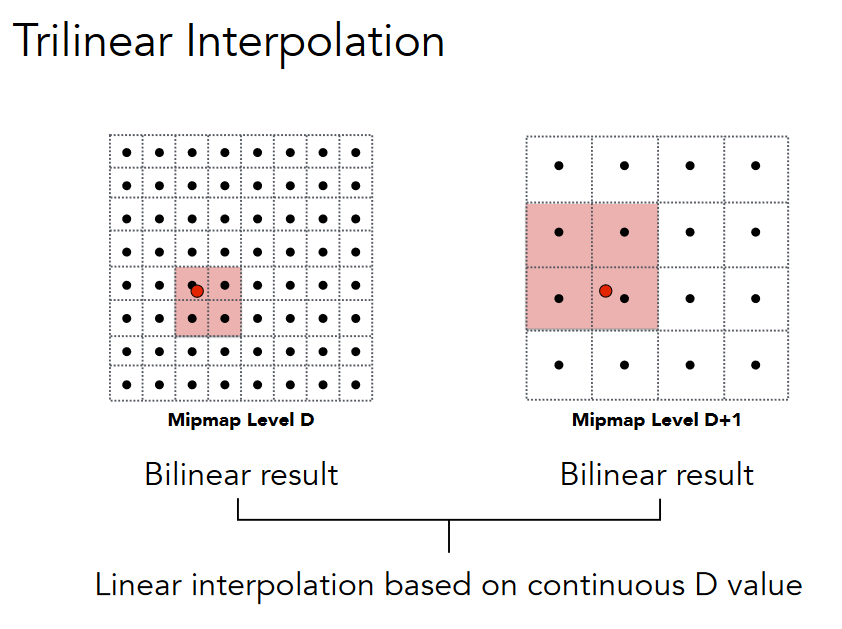 Trilinear Interpolation
Mipmap Level D
Mipmap Level D+1
Bilinear result
Bilinear result
Linear interpolation based on continuous D value